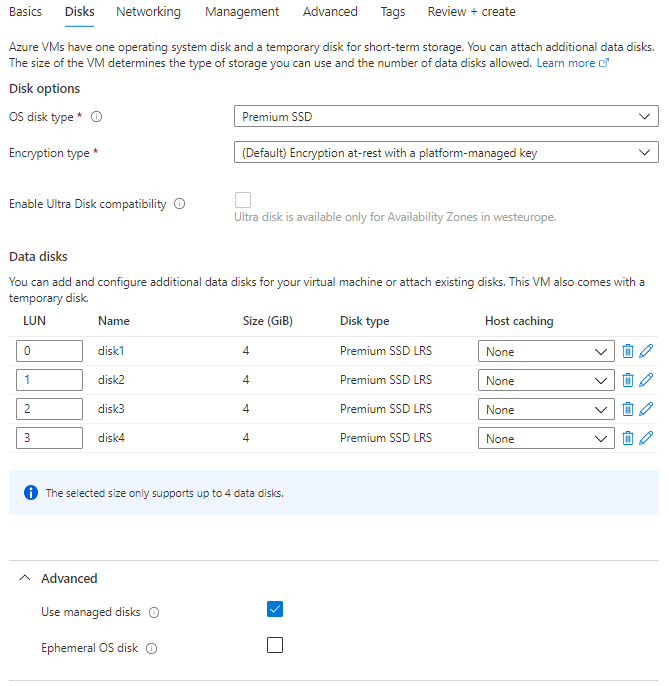 Basics Disks Networking Management Advanced Tags Review + create
Azure VMs have one operating system disk and a temporary disk for short-term storage. You can attach additional data disks.
The size of the VM determines the type of storage you can use and the number of data disks allowed. Learn more
Disk options
OS disk type * Premium SSD
Encryption type * (Default) Encryption at-rest with a platform-managed key
Enable Ultra Disk compatibility
Ultra disk is available only for Availability Zones in westeurope.
Data disks
You can add and configure additional data disks for your virtual machine or attach existing disks. This VM also comes with a
temporary disk.
LUN Name Size (GiB) Disk type Host caching
0 disk1 4 Premium SSD LRS None
1 disk2 4 Premium SSD LRS None
2 disk3 4 Premium SSD LRS None
3 disk4 4 Premium SSD LRS None
The selected size only supports up to 4 data disks.
Advanced
Use managed disks
Ephemeral OS disk